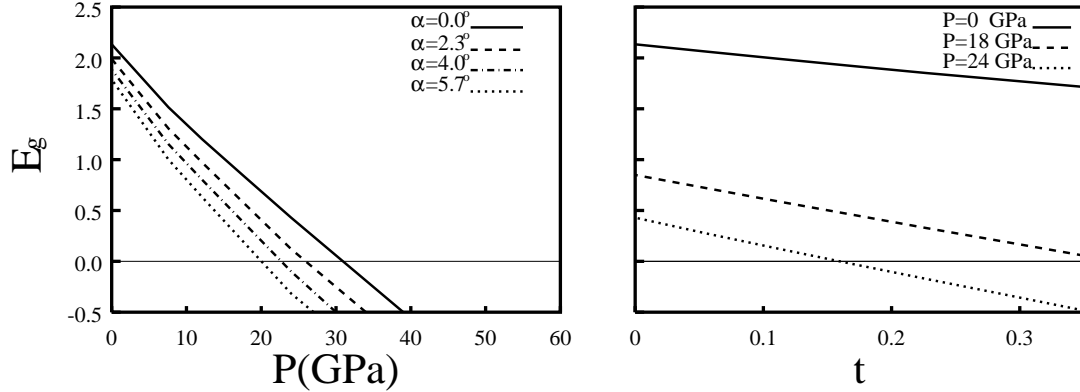 2.5
2.0
1.5
1.0
0.5
0.0
-0.5
E_g
α=0.0°
α=2.3°
α=4.0°
α=5.7°
0 10 20 30 40 50 60
P(GPa)
P=0 GPa
P=18 GPa
P=24 GPa
0 0.1 0.2 0.3
t